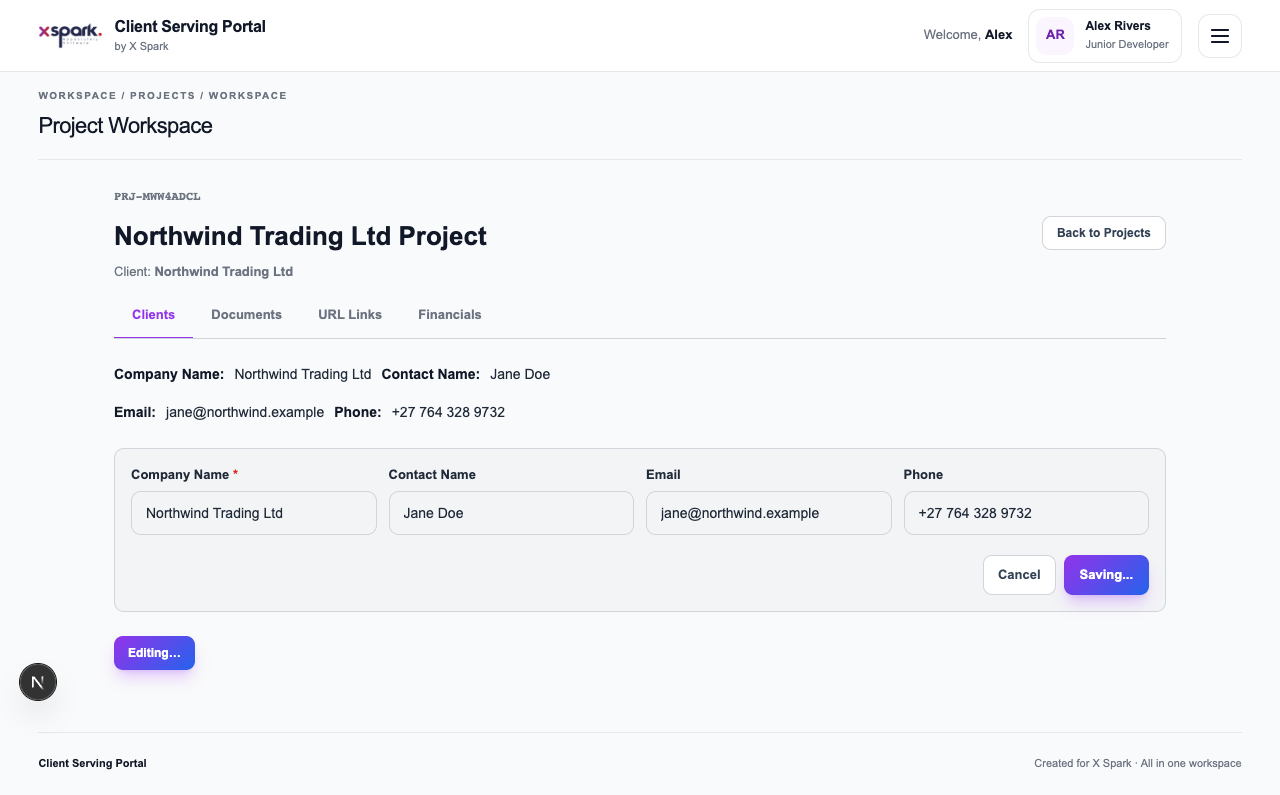 xspark.
Client Serving Portal
by X Spark
Welcome, Alex
AR
Alex Rivers
Junior Developer
WORKSPACE / PROJECTS / WORKSPACE
Project Workspace
PRJ-MWW4ADCL
Northwind Trading Ltd Project
Back to Projects
Client: Northwind Trading Ltd
Clients Documents URL Links Financials
Company Name: Northwind Trading Ltd Contact Name: Jane Doe
Email: jane@northwind.example Phone: +27 764 328 9732
Company Name * Contact Name Email Phone
Northwind Trading Ltd Jane Doe jane@northwind.example +27 764 328 9732
Cancel Saving...
Editing...
N
Client Serving Portal Created for X Spark · All in one workspace